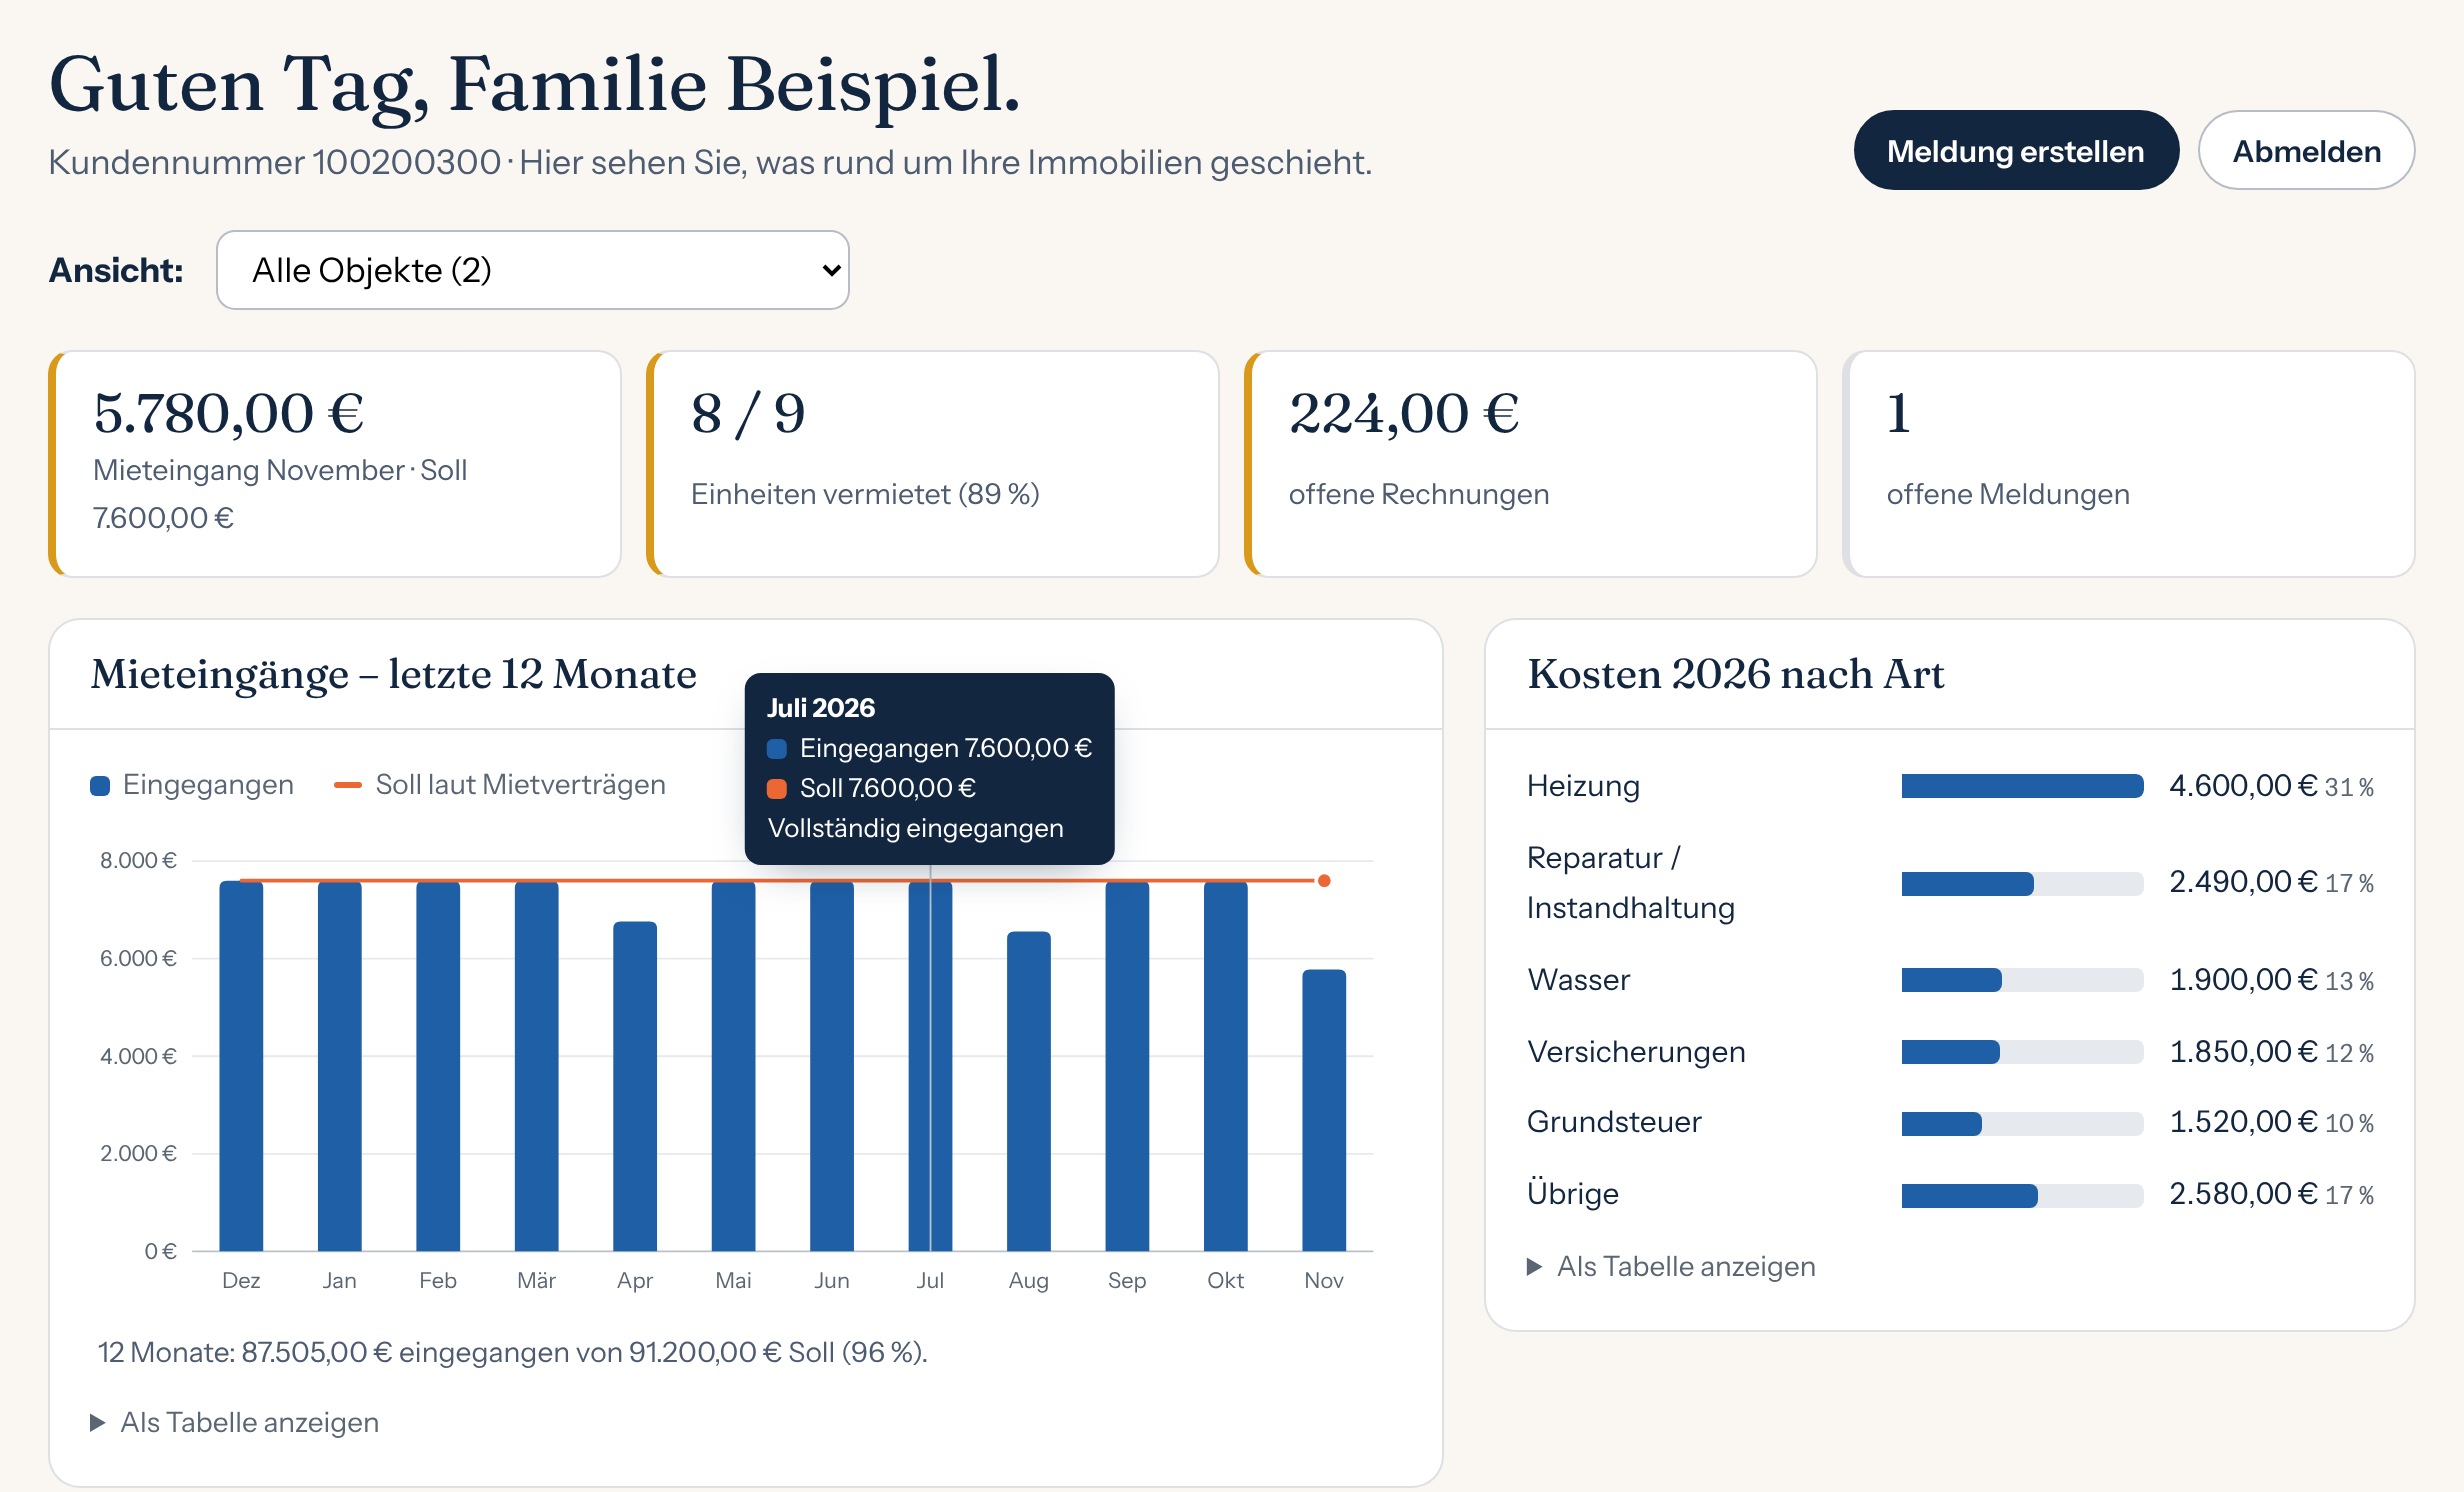 Guten Tag, Familie Beispiel.
Kundennummer 100200300 · Hier sehen Sie, was rund um Ihre Immobilien geschieht.
Meldung erstellen
Abmelden
Ansicht:
Alle Objekte (2)
5.780,00 €
Mieteingang November · Soll
7.600,00 €
8 / 9
Einheiten vermietet (89 %)
224,00 €
offene Rechnungen
1
offene Meldungen
Mieteingänge – letzte 12 Monate
Juli 2026
Eingegangen 7.600,00 €
Soll 7.600,00 €
Vollständig eingegangen
Eingegangen
Soll laut Mietverträgen
8.000 €
6.000 €
4.000 €
2.000 €
0 €
Dez Jan Feb Mär Apr Mai Jun Jul Aug Sep Okt Nov
12 Monate: 87.505,00 € eingegangen von 91.200,00 € Soll (96 %).
▶ Als Tabelle anzeigen
Kosten 2026 nach Art
Heizung 4.600,00 € 31 %
Reparatur /
Instandhaltung 2.490,00 € 17 %
Wasser 1.900,00 € 13 %
Versicherungen 1.850,00 € 12 %
Grundsteuer 1.520,00 € 10 %
Übrige 2.580,00 € 17 %
▶ Als Tabelle anzeigen